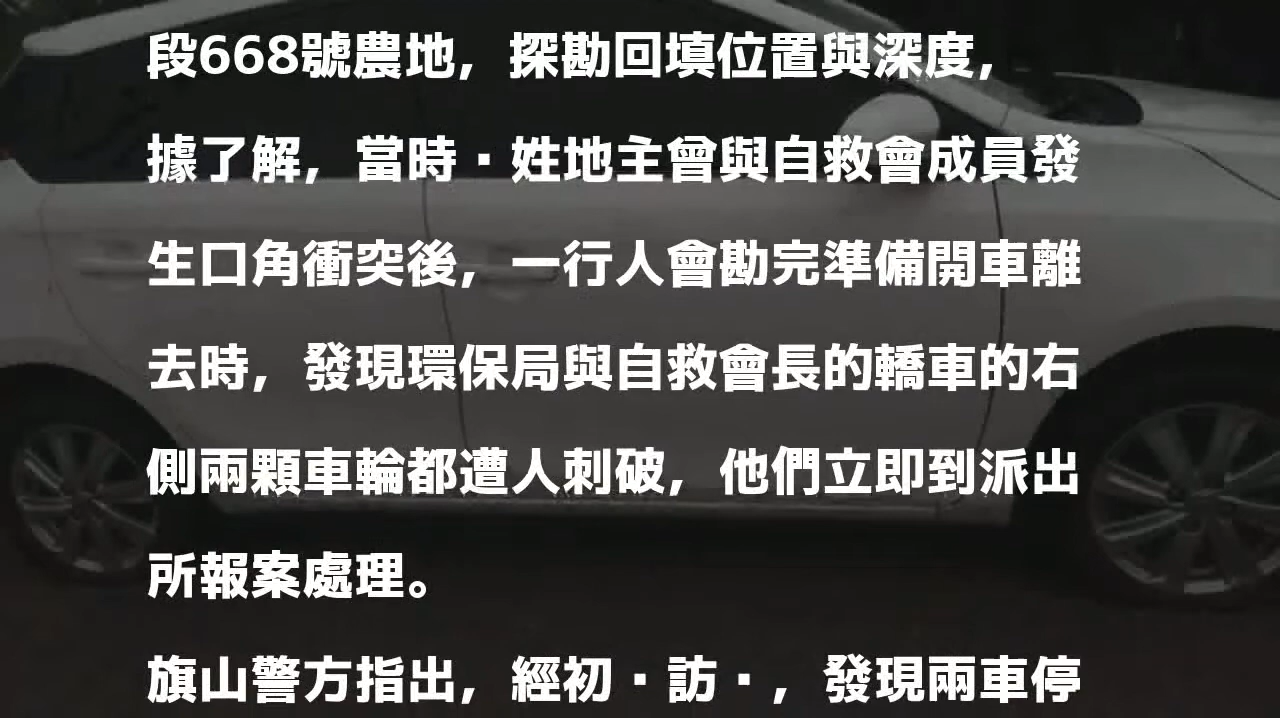 段668號農地，探勘回填位置與深度，
據了解，當時▪姓地主曾與自救會成員發
生口角衝突後，一行人會勘完準備開車離
去時，發現環保局與自救會長的轎車的右
側兩顆車輪都遭人刺破，他們立即到派出
所報案處理。
旗山警方指出，經初▪訪▪，發現兩車停